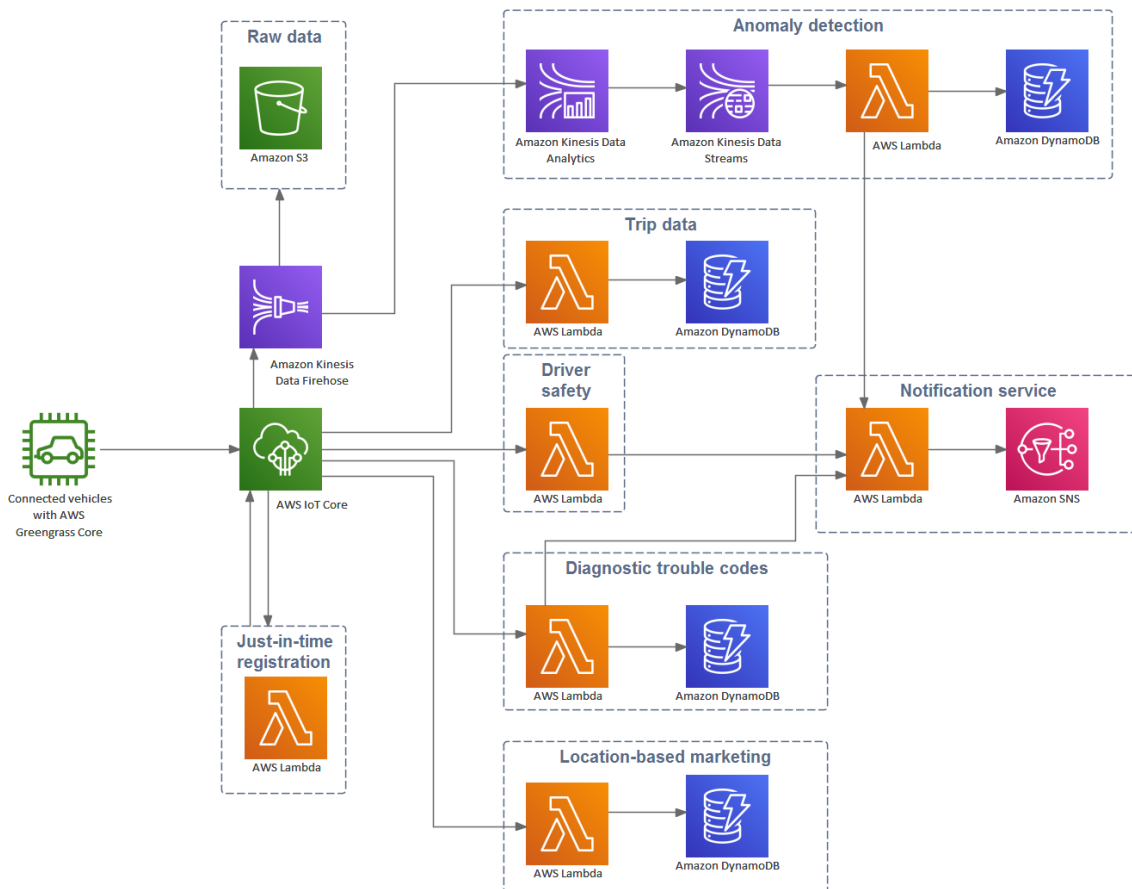 Raw data
Amazon S3
Anomaly detection
Amazon Kinesis Data
Analytics
Amazon Kinesis Data
Streams
AWS Lambda
Amazon DynamoDB
Trip data
AWS Lambda
Amazon DynamoDB
Amazon Kinesis
Data Firehose
Driver
safety
AWS Lambda
Notification service
AWS Lambda
Amazon SNS
Connected vehicles
with AWS
Greengrass Core
AWS IoT Core
Diagnostic trouble codes
AWS Lambda
Amazon DynamoDB
Just-in-time
registration
AWS Lambda
Location-based marketing
AWS Lambda
Amazon DynamoDB